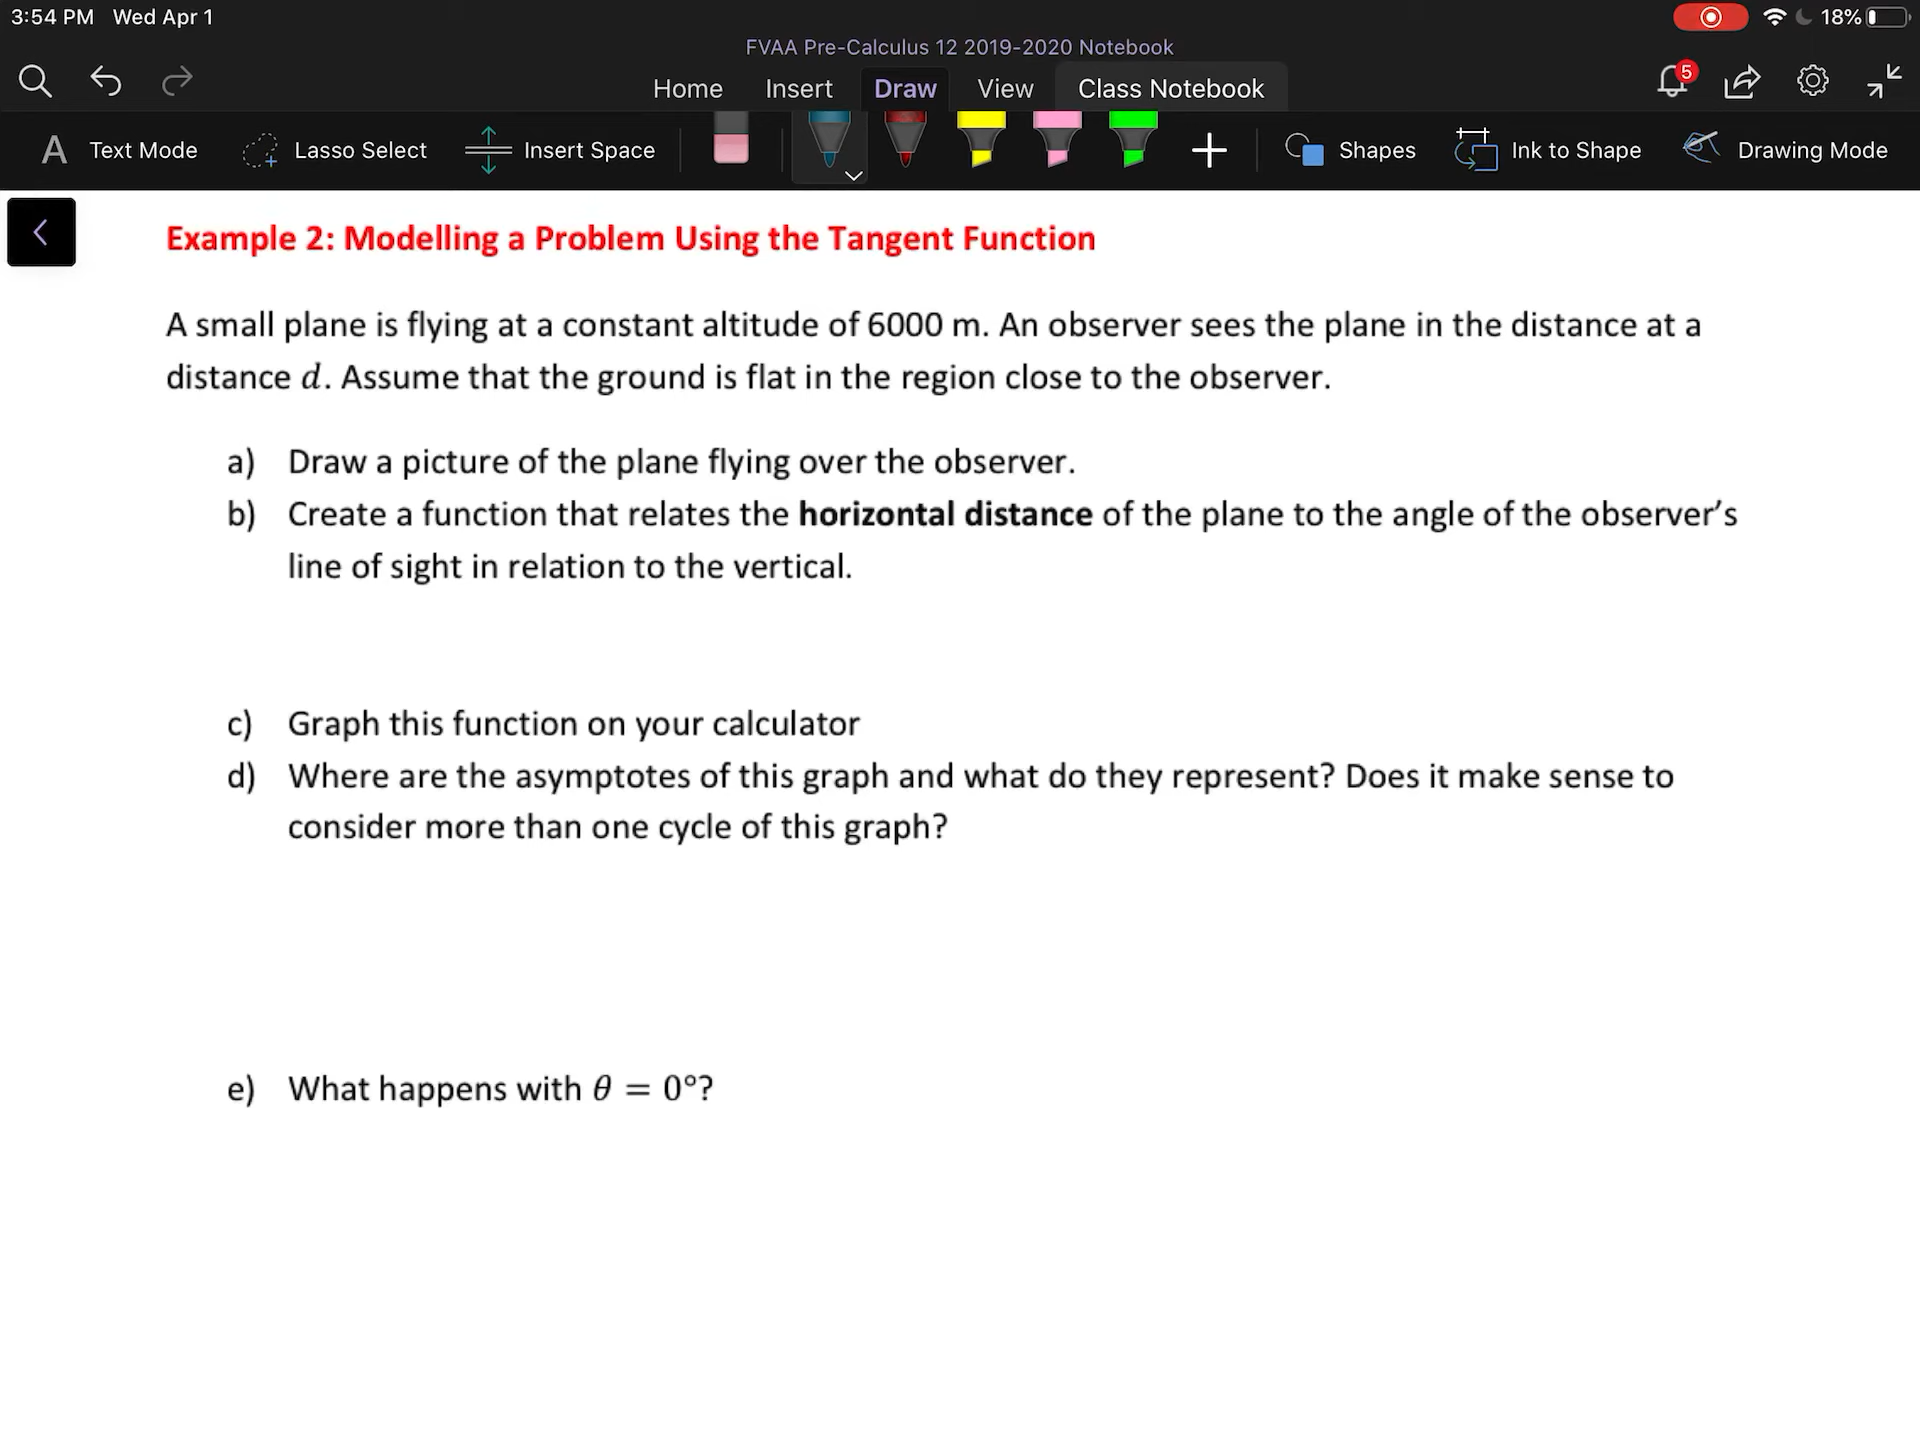 3:54 PM Wed Apr 1 18%
FVAA Pre-Calculus 12 2019-2020 Notebook
Home Insert Draw View Class Notebook 5
A Text Mode Lasso Select Insert Space Shapes Ink to Shape Drawing Mode
Example 2: Modelling a Problem Using the Tangent Function
A small plane is flying at a constant altitude of 6000 m. An observer sees the plane in the distance at a
distance d. Assume that the ground is flat in the region close to the observer.
a) Draw a picture of the plane flying over the observer.
b) Create a function that relates the horizontal distance of the plane to the angle of the observer’s
line of sight in relation to the vertical.
c) Graph this function on your calculator
d) Where are the asymptotes of this graph and what do they represent? Does it make sense to
consider more than one cycle of this graph?
e) What happens with θ = 0°?